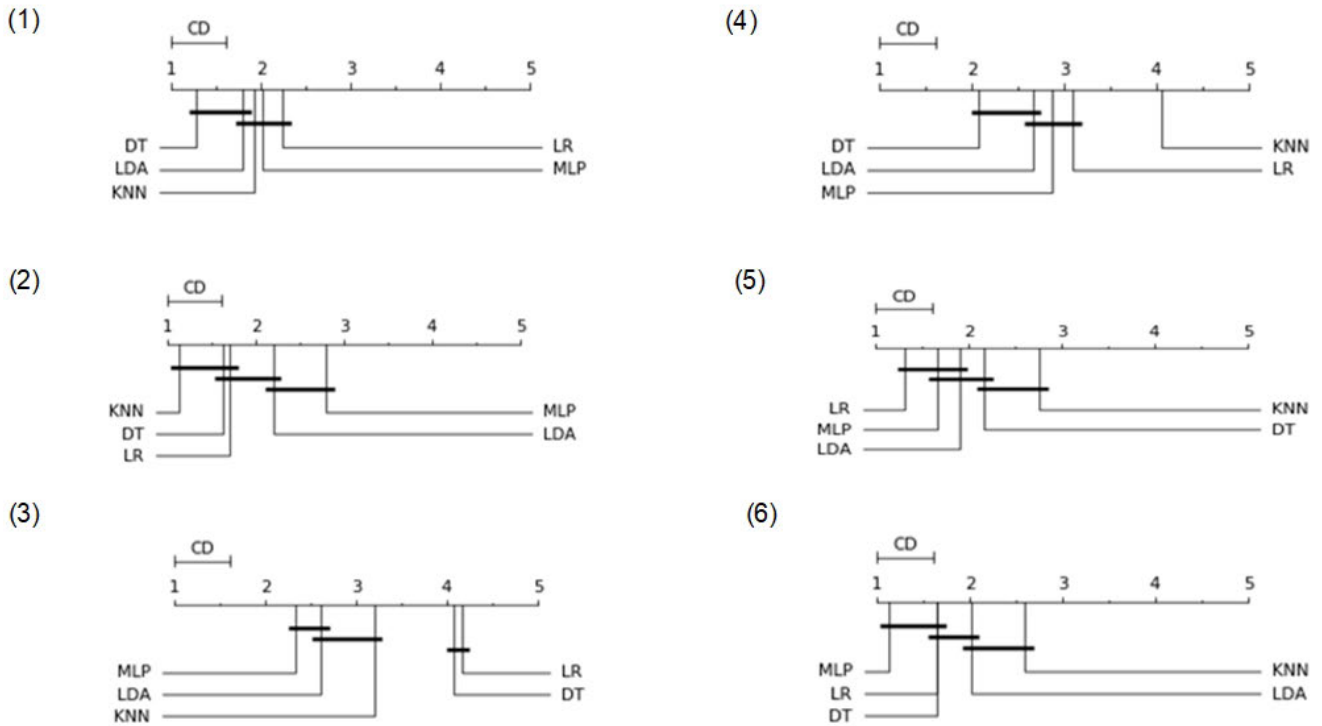 (1)
CD
1 2 3 4 5
DT LR
LDA MLP
KNN
(4)
CD
1 2 3 4 5
DT KNN
LDA LR
MLP
(2)
CD
1 2 3 4 5
KNN MLP
DT LDA
LR
(5)
CD
1 2 3 4 5
LR KNN
MLP DT
LDA
(3)
CD
1 2 3 4 5
MLP LR
LDA DT
KNN
(6)
CD
1 2 3 4 5
MLP KNN
LR LDA
DT